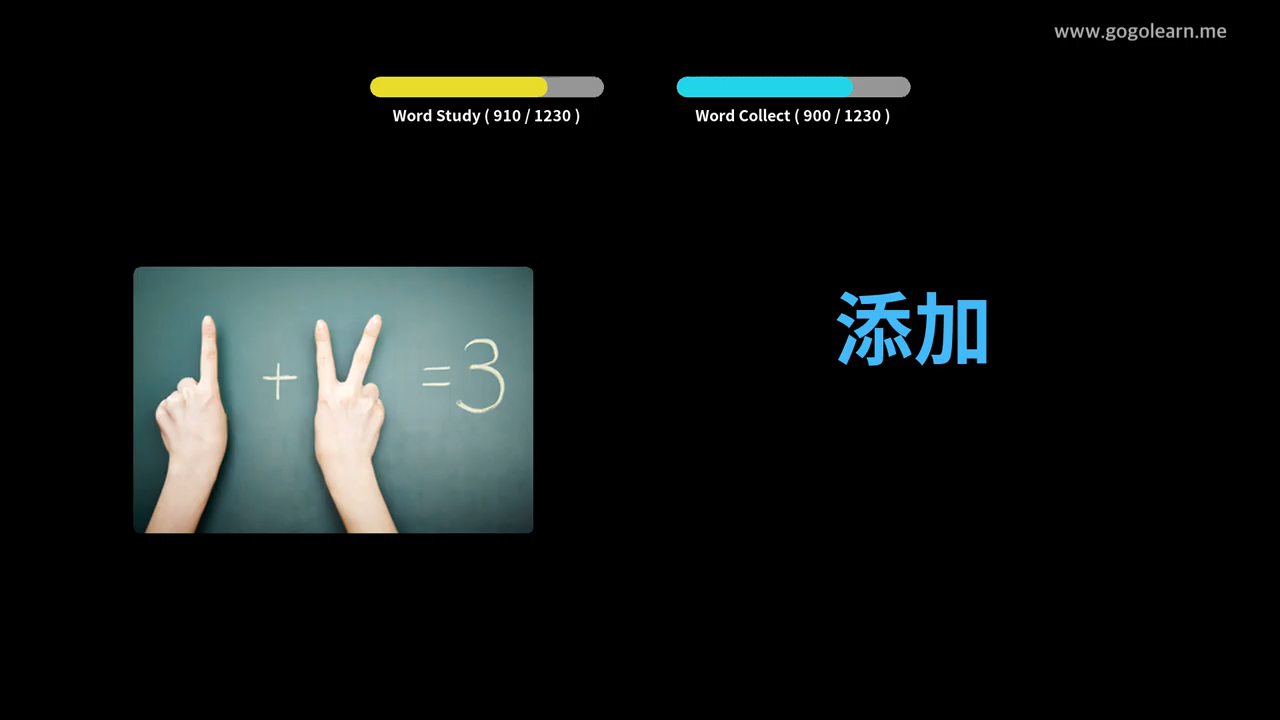 www.gogolearn.me
Word Study ( 910 / 1230 )
Word Collect ( 900 / 1230 )
+ =3
添加